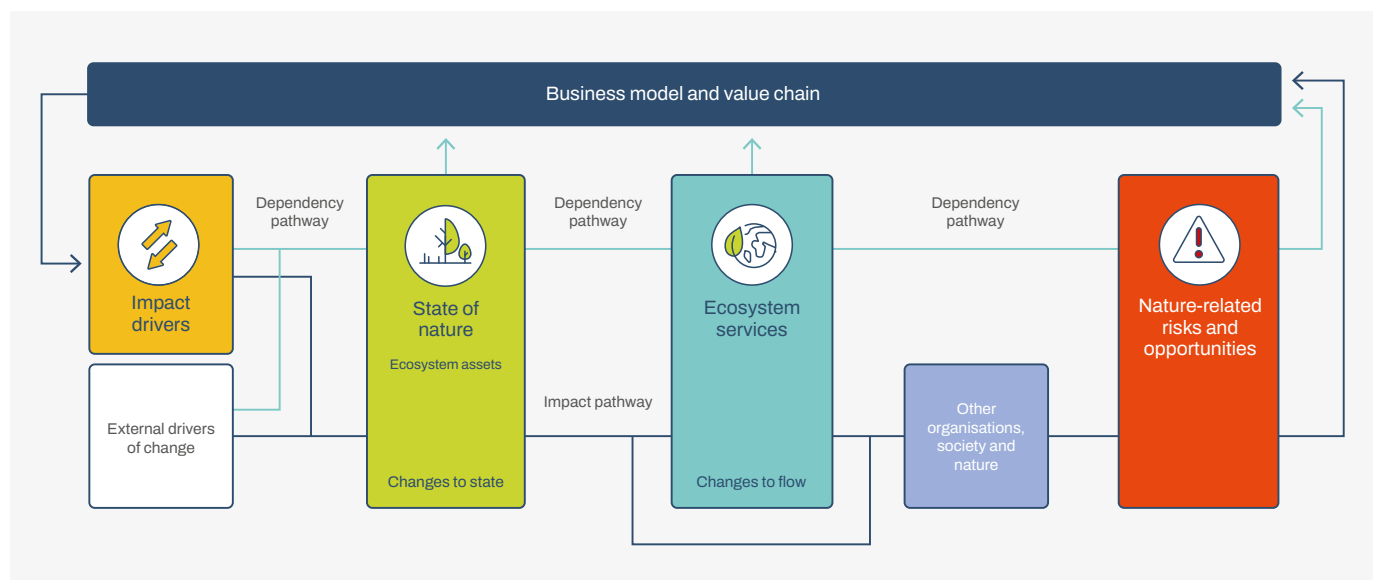 Business model and value chain
Dependency
pathway
Dependency
pathway
Dependency
pathway
Impact
drivers
State of
nature
Ecosystem assets
Ecosystem
services
Nature-related
risks and
opportunities
External drivers
of change
Impact pathway
Other
organisations,
society and
nature
Changes to state
Changes to flow